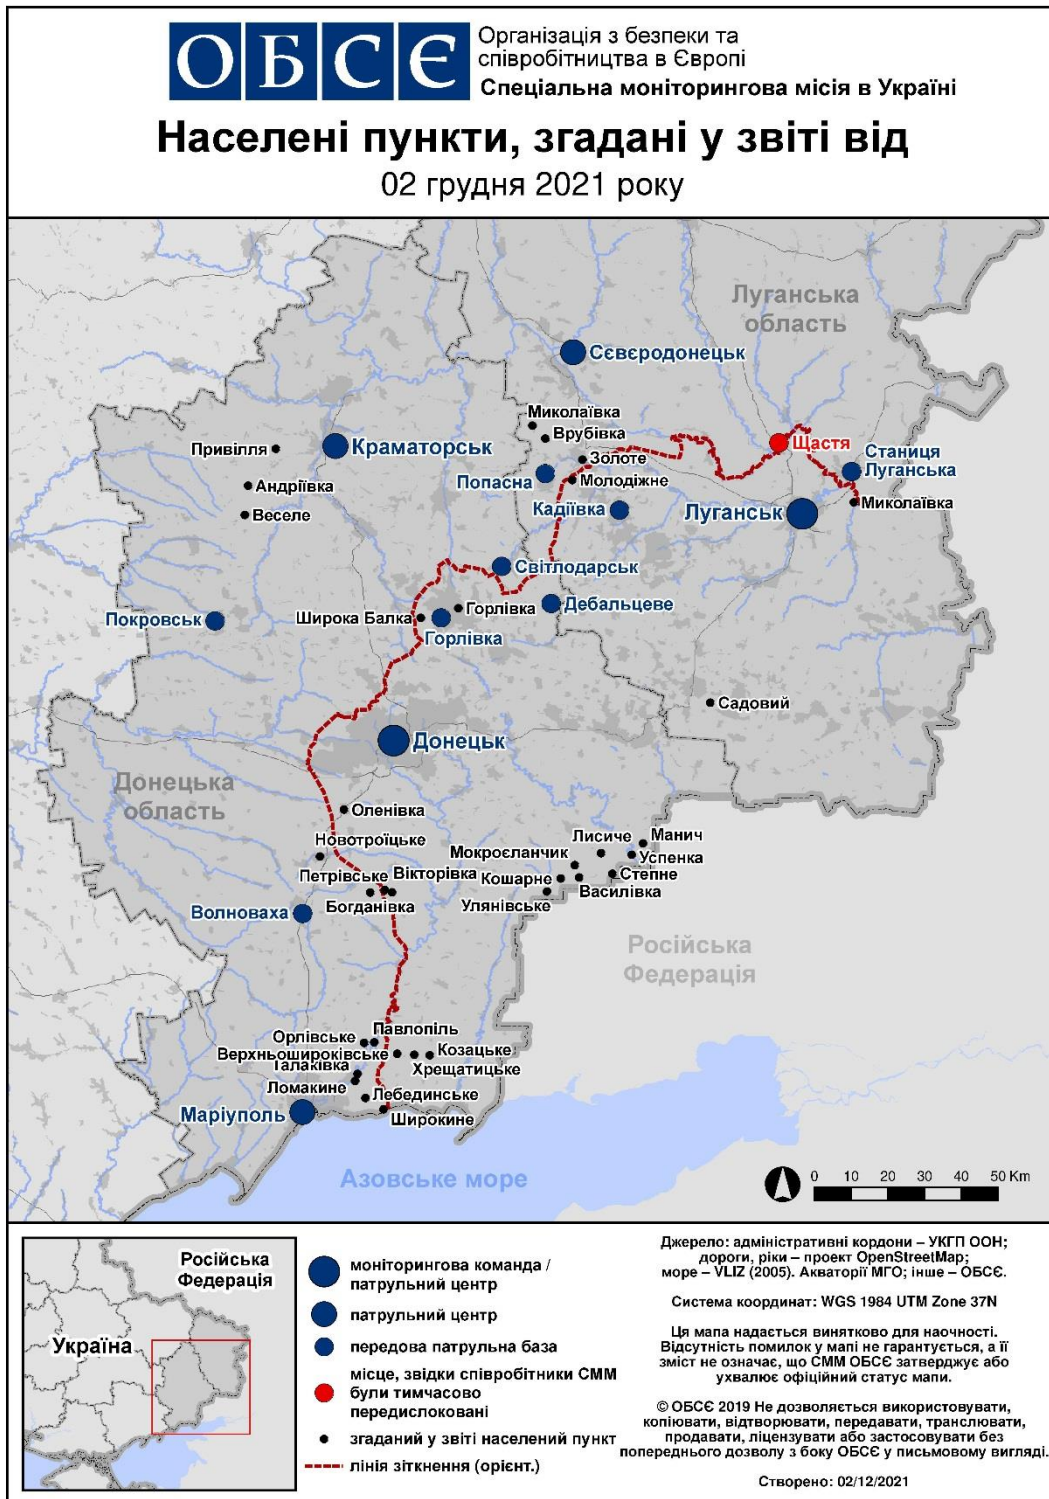 ОБСЄ
Організація з безпеки та
співробітництва в Європі
Спеціальна моніторингова місія в Україні
Населені пункти, згадані у звіті від
02 грудня 2021 року
Луганська
область
Сєвєродонецьк
Миколаївка
Врубівка
Привілля
Краматорськ
Щастя
Золоте
Станиця
Луганська
Попасна
Молодіжне
Андріївка
Кадіївка
Луганськ
Миколаївка
Веселе
Світлодарськ
Дебальцеве
Горлівка
Покровськ
Широка Балка
Горлівка
Садовий
Донецьк
Донецька
область
Оленівка
Новотроїцьке
Лисиче
Манич
Мокроєланчик
Успенка
Петрівське
Вікторівка
Кошарне
Степне
Василівка
Богданівка
Улянівське
Волноваха
Російська
Федерація
Павлопіль
Орлівське
Верхньошироківське
Козацьке
Талаківка
Хрещатицьке
Ломакине
Лебединське
Маріуполь
Широкине
Азовське море
0 10 20 30 40 50 Km
Російська
Федерація
Україна
моніторингова команда /
патрульний центр
патрульний центр
передова патрульна база
місце, звідки співробітники СММ
були тимчасово
передислоковані
згаданий у звіті населений пункт
лінія зіткнення (орієнт.)
Джерело: адміністративні кордони – УКГП ООН;
дороги, ріки – проект OpenStreetMap;
море – VLIZ (2005). Акваторії МГО; інше – ОБСЄ.
Система координат: WGS 1984 UTM Zone 37N
Ця мапа надається винятково для наочності.
Відсутність помилок у мапі не гарантується, а її
зміст не означає, що СММ ОБСЄ затверджує або
ухвалює офіційний статус мапи.
© ОБСЄ 2019 Не дозволяється використовувати,
копіювати, відтворювати, передавати, транслювати,
продавати, ліцензувати або застосовувати без
попереднього дозволу з боку ОБСЄ у письмовому вигляді.
Створено: 02/12/2021